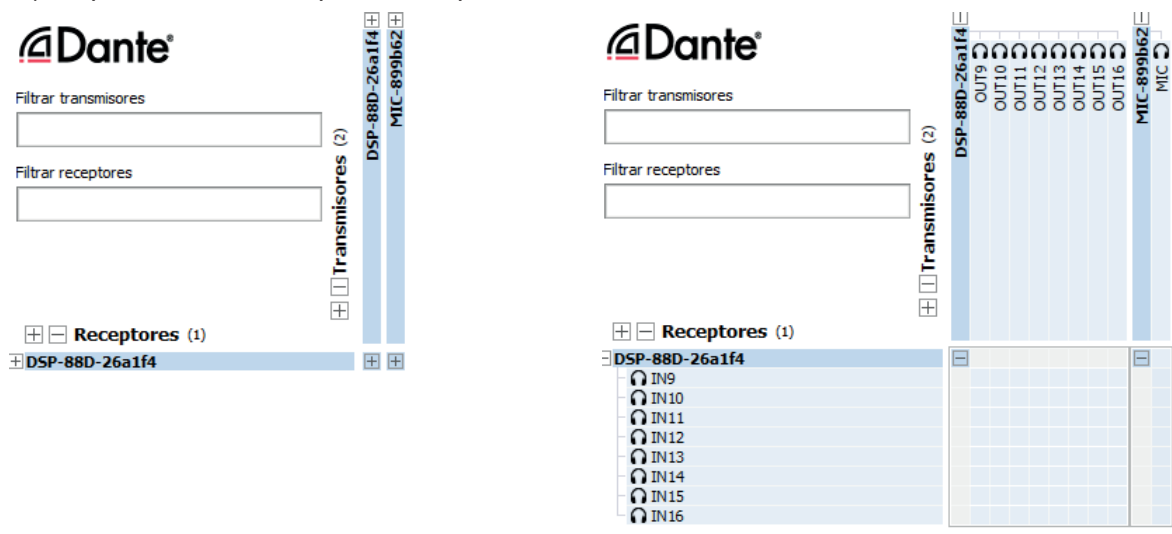 Dante®
Filtrar transmisores
Filtrar receptores
Transmisores (2)
DSP-88D-26a1f4
MIC-899b62
Receptores (1)
DSP-88D-26a1f4
Dante®
Filtrar transmisores
Filtrar receptores
Transmisores (2)
DSP-88D-26a1f4
OUT9
OUT10
OUT11
OUT12
OUT13
OUT14
OUT15
OUT16
MIC-899b62
MIC
Receptores (1)
DSP-88D-26a1f4
IN9
IN10
IN11
IN12
IN13
IN14
IN15
IN16